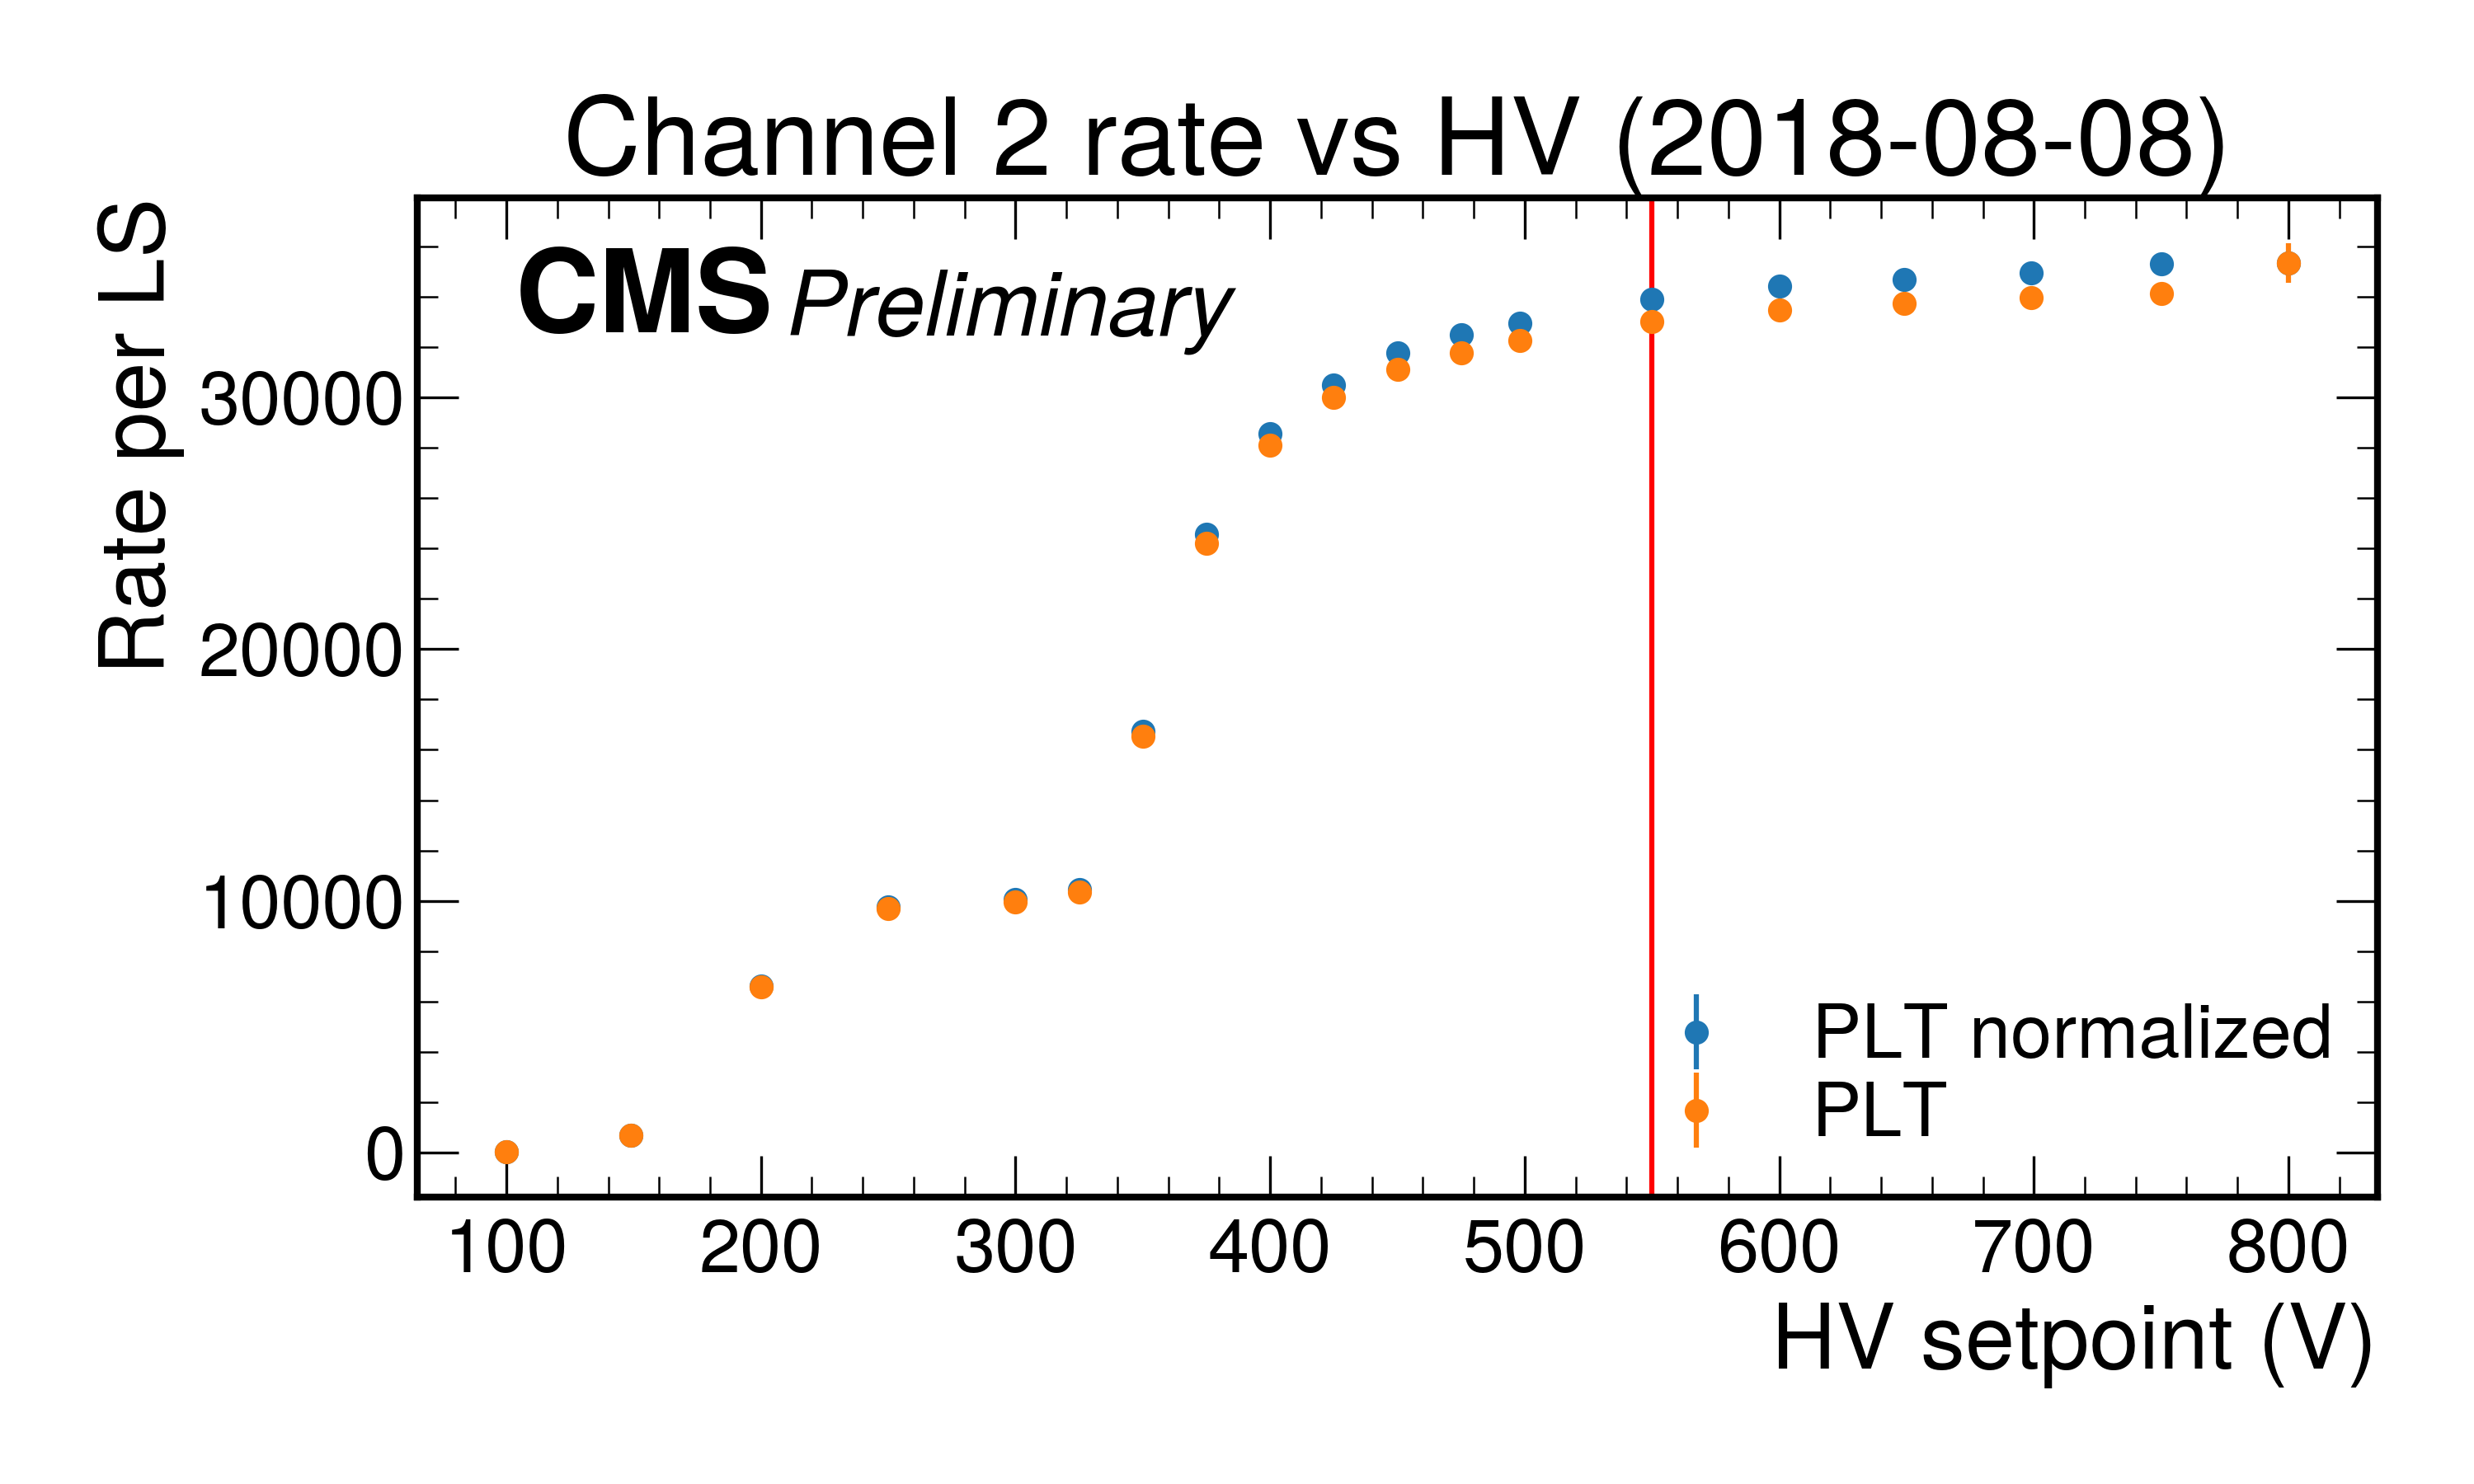 Channel 2 rate vs HV (2018-08-08)
CMS Preliminary
Rate per LS
30000
20000
10000
0
PLT normalized
PLT
100 200 300 400 500 600 700 800
HV setpoint (V)